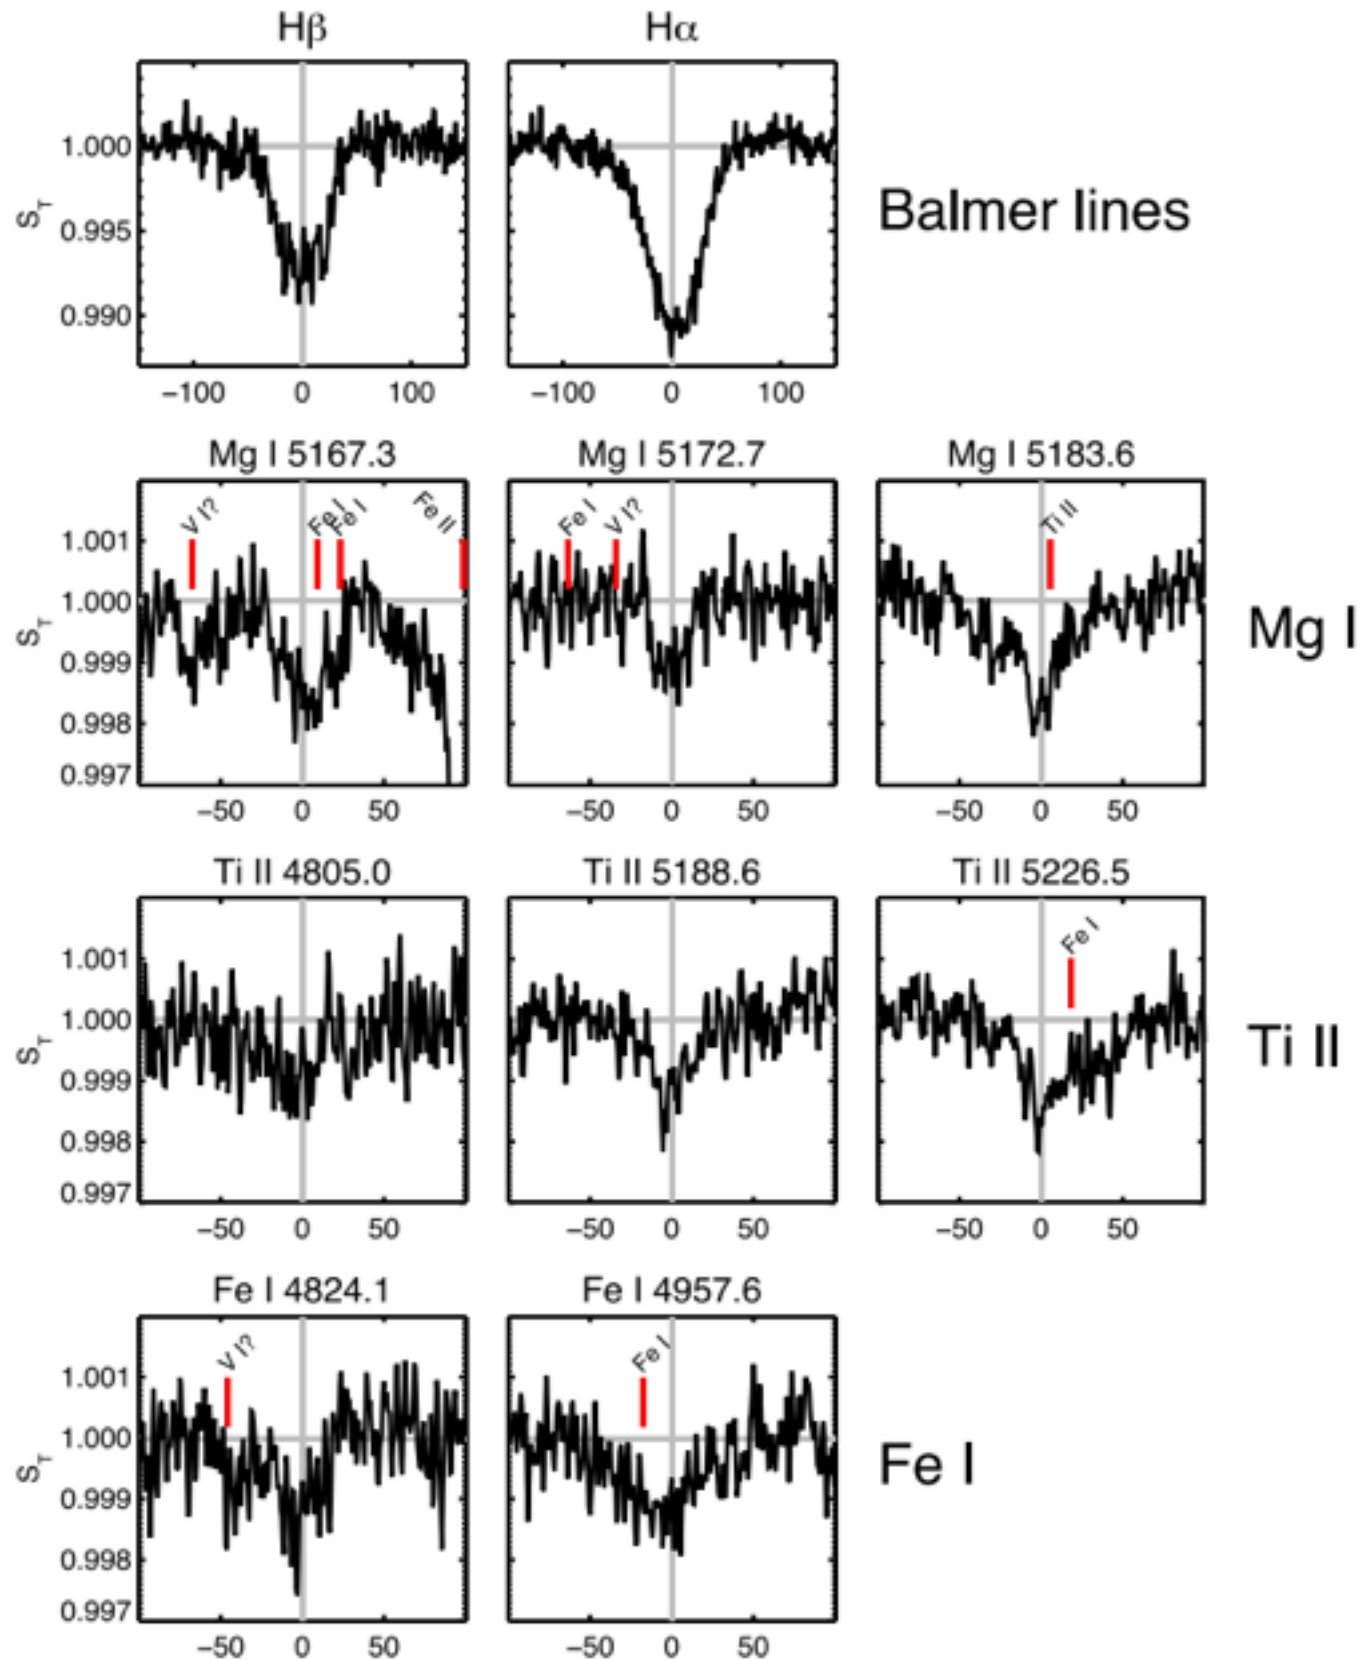 Hβ Hα
1.000
0.995
0.990
S_T
Balmer lines
−100 0 100 −100 0 100
Mg I 5167.3 Mg I 5172.7 Mg I 5183.6
V I? Fe I Fe I Fe II Fe I V I? Ti II
1.001
1.000
0.999
0.998
0.997
S_T
Mg I
−50 0 50 −50 0 50 −50 0 50
Ti II 4805.0 Ti II 5188.6 Ti II 5226.5
Fe I
1.001
1.000
0.999
0.998
0.997
S_T
Ti II
−50 0 50 −50 0 50 −50 0 50
Fe I 4824.1 Fe I 4957.6
V I? Fe I
1.001
1.000
0.999
0.998
0.997
S_T
Fe I
−50 0 50 −50 0 50